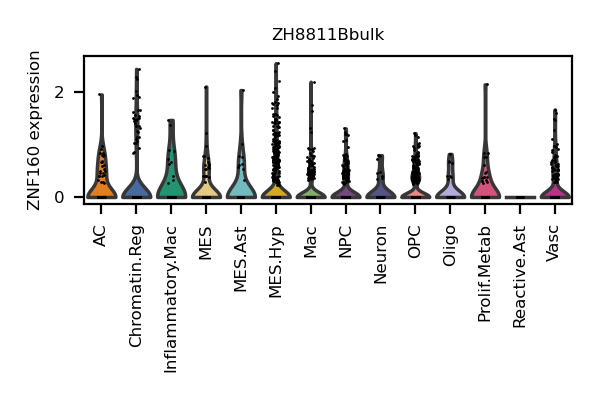 ZH8811Bbulk
ZNF160 expression
2
0
AC
Chromatin.Reg
Inflammatory.Mac
MES
MES.Ast
MES.Hyp
Mac
NPC
Neuron
OPC
Oligo
Prolif.Metab
Reactive.Ast
Vasc